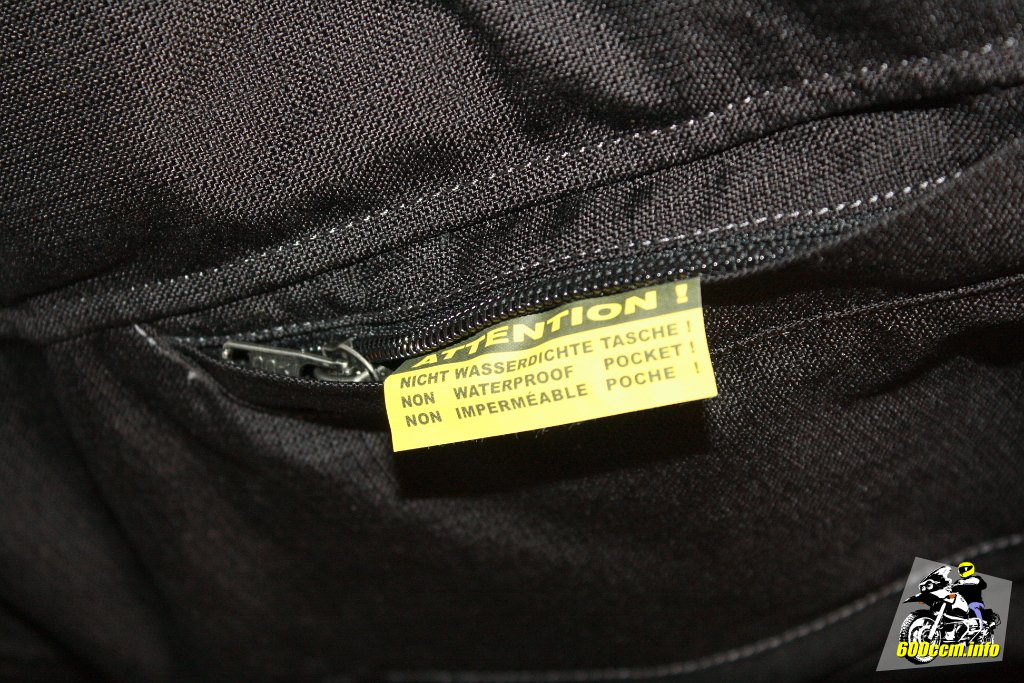 ATTENTION !
NICHT WASSERDICHTE TASCHE !
NON WATERPROOF POCKET !
NON IMPERMÉABLE POCHE !
600ccm.info